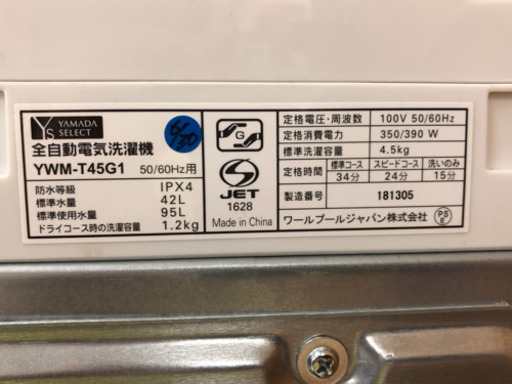 YS YAMADA SELECT
6/30
全自動電気洗濯機
YWM-T45G1 50/60Hz用
防水等級 IPX4
標準水量 42L
標準使用水量 95L
ドライコース時の洗濯容量 1.2kg
G
S
JET
1628
Made in China
定格電圧・周波数 100V 50/60Hz
定格消費電力 350/390 W
標準洗濯容量 4.5kg
標準コース スピードコース 洗いのみ
34分 24分 15分
製造番号 181305
ワールプールジャパン株式会社
PSE